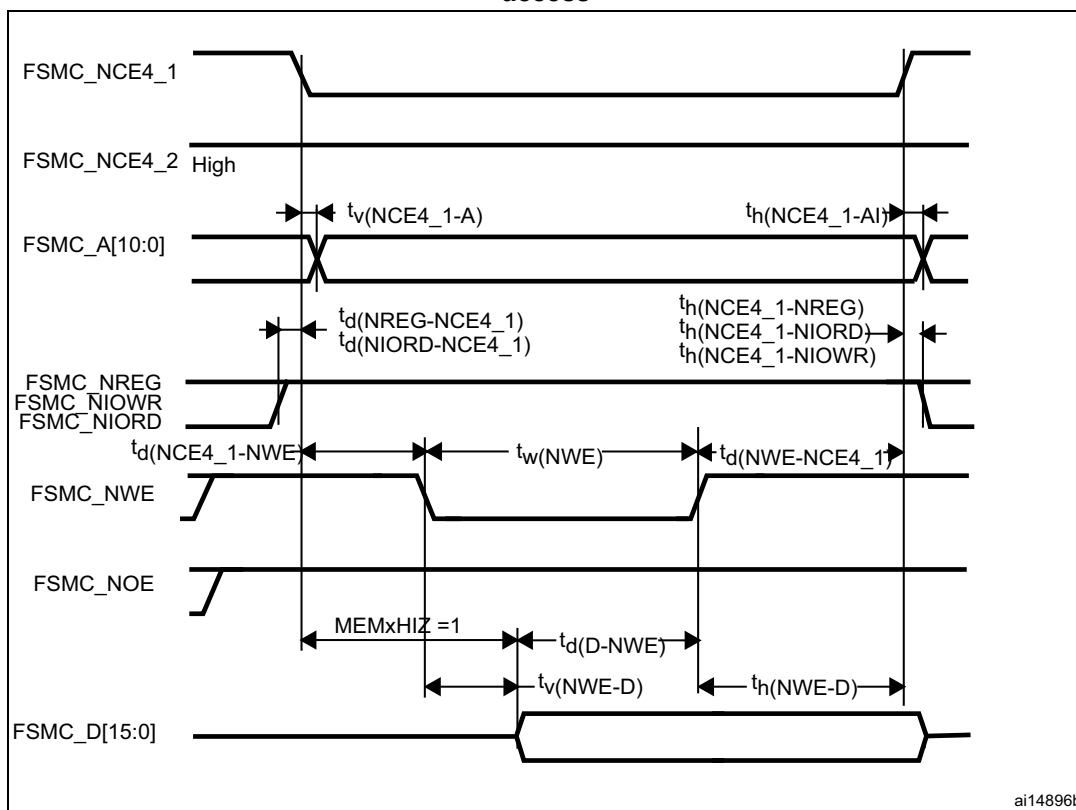 FSMC_NCE4_1
FSMC_NCE4_2 High
tv(NCE4_1-A)
th(NCE4_1-AI)
FSMC_A[10:0]
td(NREG-NCE4_1)
td(NIORD-NCE4_1)
th(NCE4_1-NREG)
th(NCE4_1-NIORD)
th(NCE4_1-NIOWR)
FSMC_NREG
FSMC_NIOWR
FSMC_NIORD
td(NCE4_1-NWE)
tw(NWE)
td(NWE-NCE4_1)
FSMC_NWE
FSMC_NOE
MEMxHIZ =1
td(D-NWE)
tv(NWE-D)
th(NWE-D)
FSMC_D[15:0]